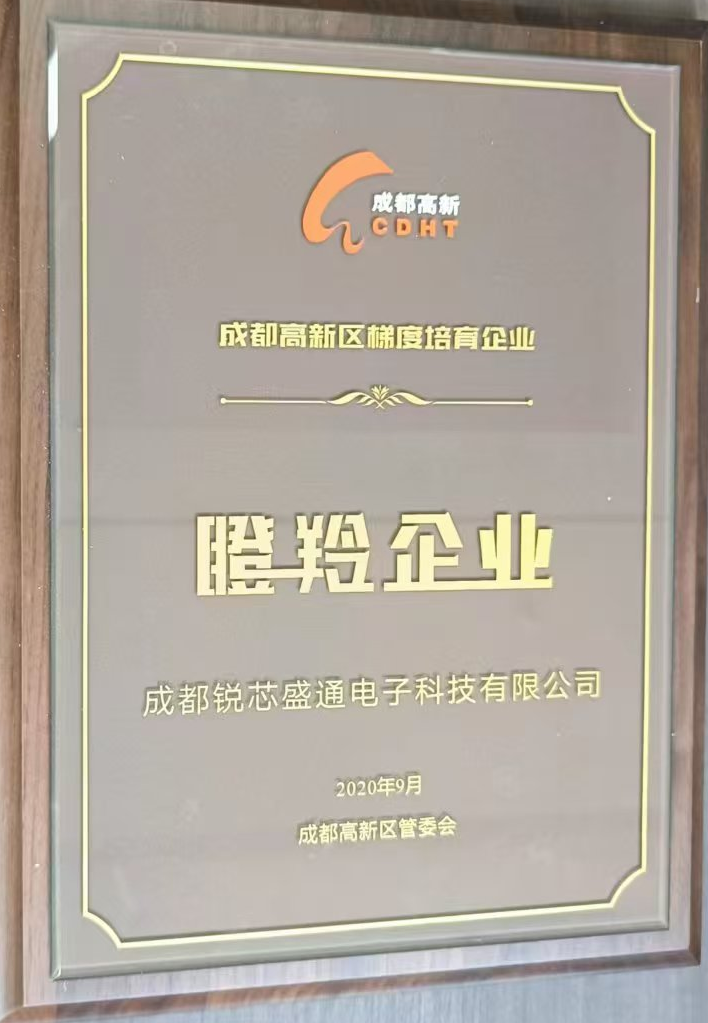 成都高新
CDHT
成都高新区梯度培育企业
瞪羚企业
成都锐芯盛通电子科技有限公司
2020年9月
成都高新区管委会